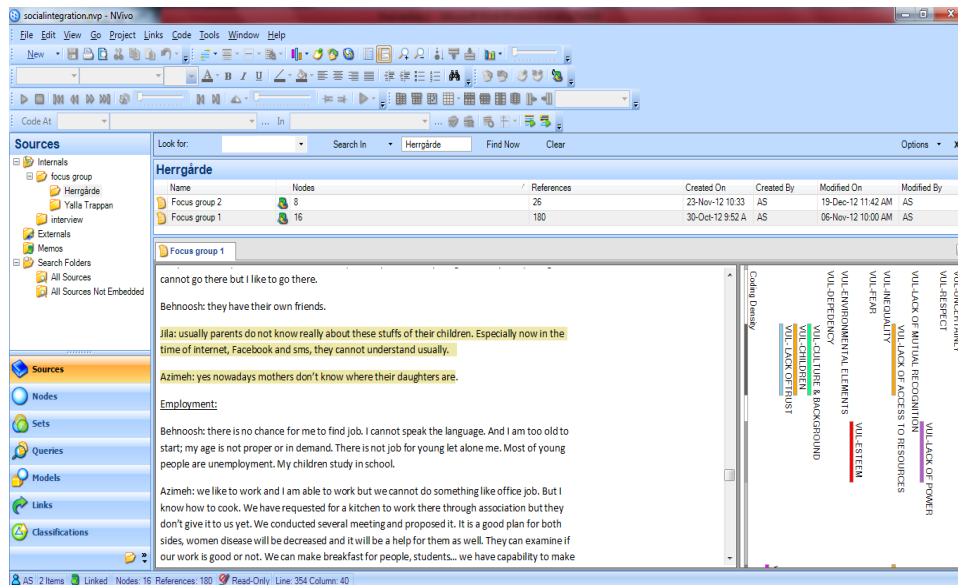 socialintegration.nvp - NVivo
File Edit View Go Project Links Code Tools Window Help
New
A B I U
Code At In
Sources
Look for: Search In Herrgårde Find Now Clear Options x
Internals
focus group
Herrgårde
Yalla Trappan
interview
Externals
Memos
Search Folders
All Sources
All Sources Not Embedded
Herrgårde
Name Nodes References Created On Created By Modified On Modified By
Focus group 2 8 26 23-Nov-12 10:33 AS 19-Dec-12 11:42 AM AS
Focus group 1 16 180 30-Oct-12 9:52 A AS 06-Nov-12 10:00 AM AS
Focus group 1
cannot go there but I like to go there.
Behnoosh: they have their own friends.
Jila: usually parents do not know really about these stuffs of their children. Especially now in the
time of internet, Facebook and sms, they cannot understand usually.
Azimeh: yes nowadays mothers don't know where their daughters are.
Employment:
Behnoosh: there is no chance for me to find job. I cannot speak the language. And I am too old to
start; my age is not proper or in demand. There is not job for young let alone me. Most of young
people are unemployment. My children study in school.
Azimeh: we like to work and I am able to work but we cannot do something like office job. But I
know how to cook. We have requested for a kitchen to work there through association but they
don't give it to us yet. We conducted several meeting and proposed it. It is a good plan for both
sides, women disease will be decreased and it will be a help for them as well. They can examine if
our work is good or not. We can make breakfast for people, students... we have capability to make
Coding Density
VUL-LACK OF TRUST
VUL-CHILDREN
VUL-CULTURE & BACKGROUND
VUL-DEPEDENCY
VUL-ENVIRONMENTAL ELEMENTS
VUL-ESTEEM
VUL-FEAR
VUL-INEQUALITY
VUL-LACK OF ACCESS TO RESOURCES
VUL-LACK OF MUTUAL RECOGNITION
VUL-LACK OF POWER
VUL-RESPECT
Sources
Nodes
Sets
Queries
Models
Links
Classifications
AS 2 Items Linked Nodes: 16 References: 180 Read-Only Line: 354 Column: 40